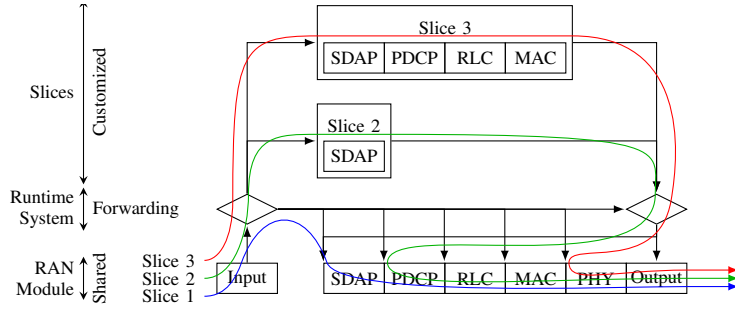 Slice 3
SDAP PDCP RLC MAC
Slices
Customized
Slice 2
SDAP
Runtime
System
Forwarding
Slice 3
RAN
Module
Shared
Slice 2
Slice 1
Input
SDAP PDCP RLC MAC PHY Output